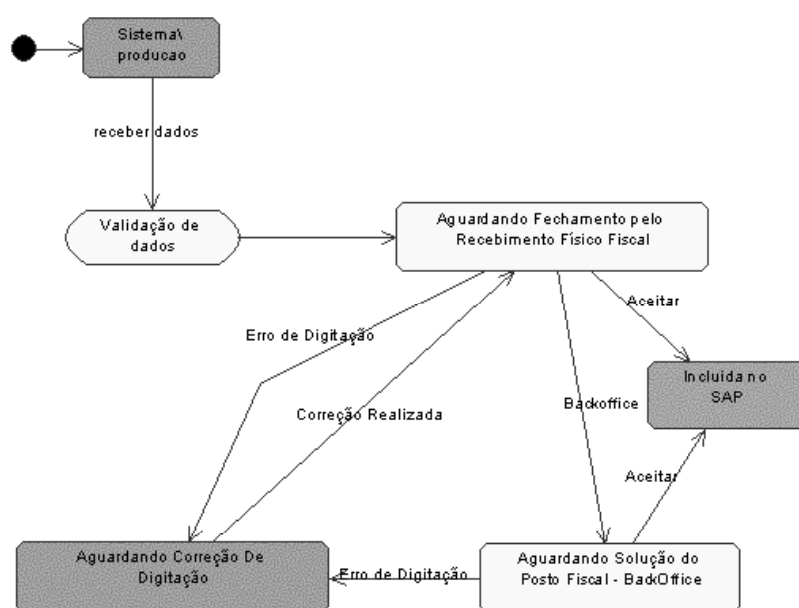 Sistema\
producao
receber dados
Validação de
dados
Aguardando Fechamento pelo
Recebimento Físico Fiscal
Aceitar
Erro de Digitação
Incluida no
SAP
Backoffice
Correção Realizada
Aceitar
Aguardando Correção De
Digitação
Erro de Digitação
Aguardando Solução do
Posto Fiscal - BackOffice